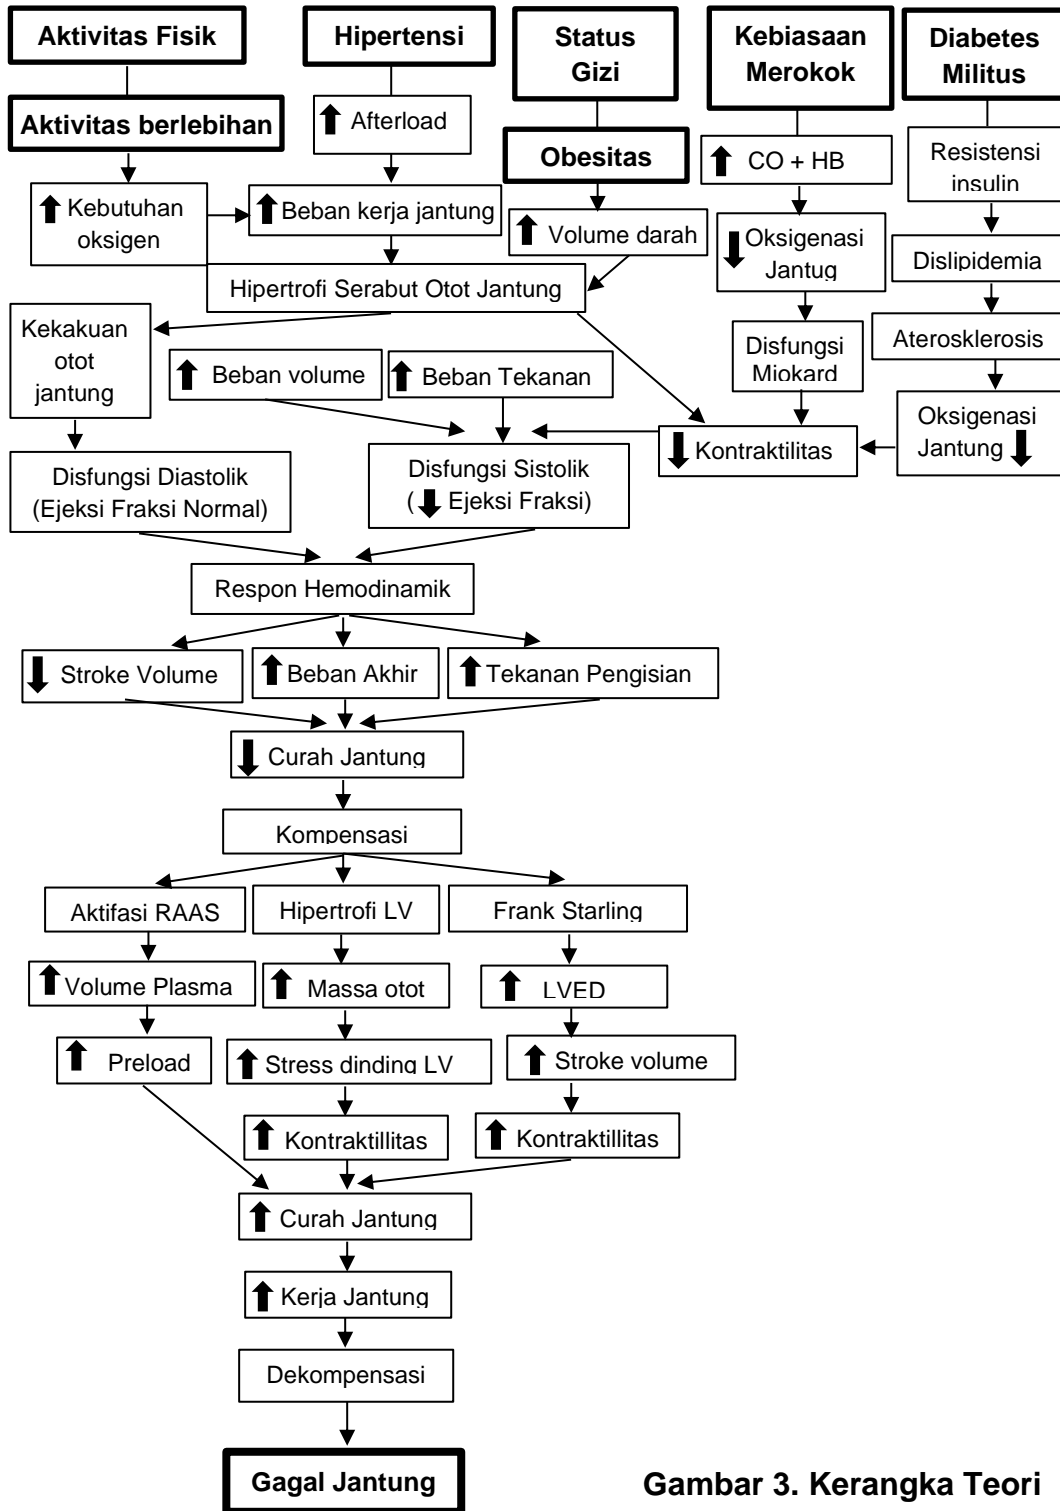 Aktivitas Fisik
Hipertensi
Status
Gizi
Kebiasaan
Merokok
Diabetes
Militus
Aktivitas berlebihan
Afterload
Obesitas
CO + HB
Resistensi
insulin
Kebutuhan
oksigen
Beban kerja jantung
Volume darah
Oksigenasi
Jantug
Dislipidemia
Hipertrofi Serabut Otot Jantung
Kekakuan
otot
jantung
Beban volume
Beban Tekanan
Disfungsi
Miokard
Aterosklerosis
Kontraktilitas
Oksigenasi
Jantung
Disfungsi Diastolik
(Ejeksi Fraksi Normal)
Disfungsi Sistolik
( Ejeksi Fraksi)
Respon Hemodinamik
Stroke Volume
Beban Akhir
Tekanan Pengisian
Curah Jantung
Kompensasi
Aktifasi RAAS
Hipertrofi LV
Frank Starling
Volume Plasma
Massa otot
LVED
Preload
Stress dinding LV
Stroke volume
Kontraktillitas
Kontraktillitas
Curah Jantung
Kerja Jantung
Dekompensasi
Gagal Jantung
Gambar 3. Kerangka Teori